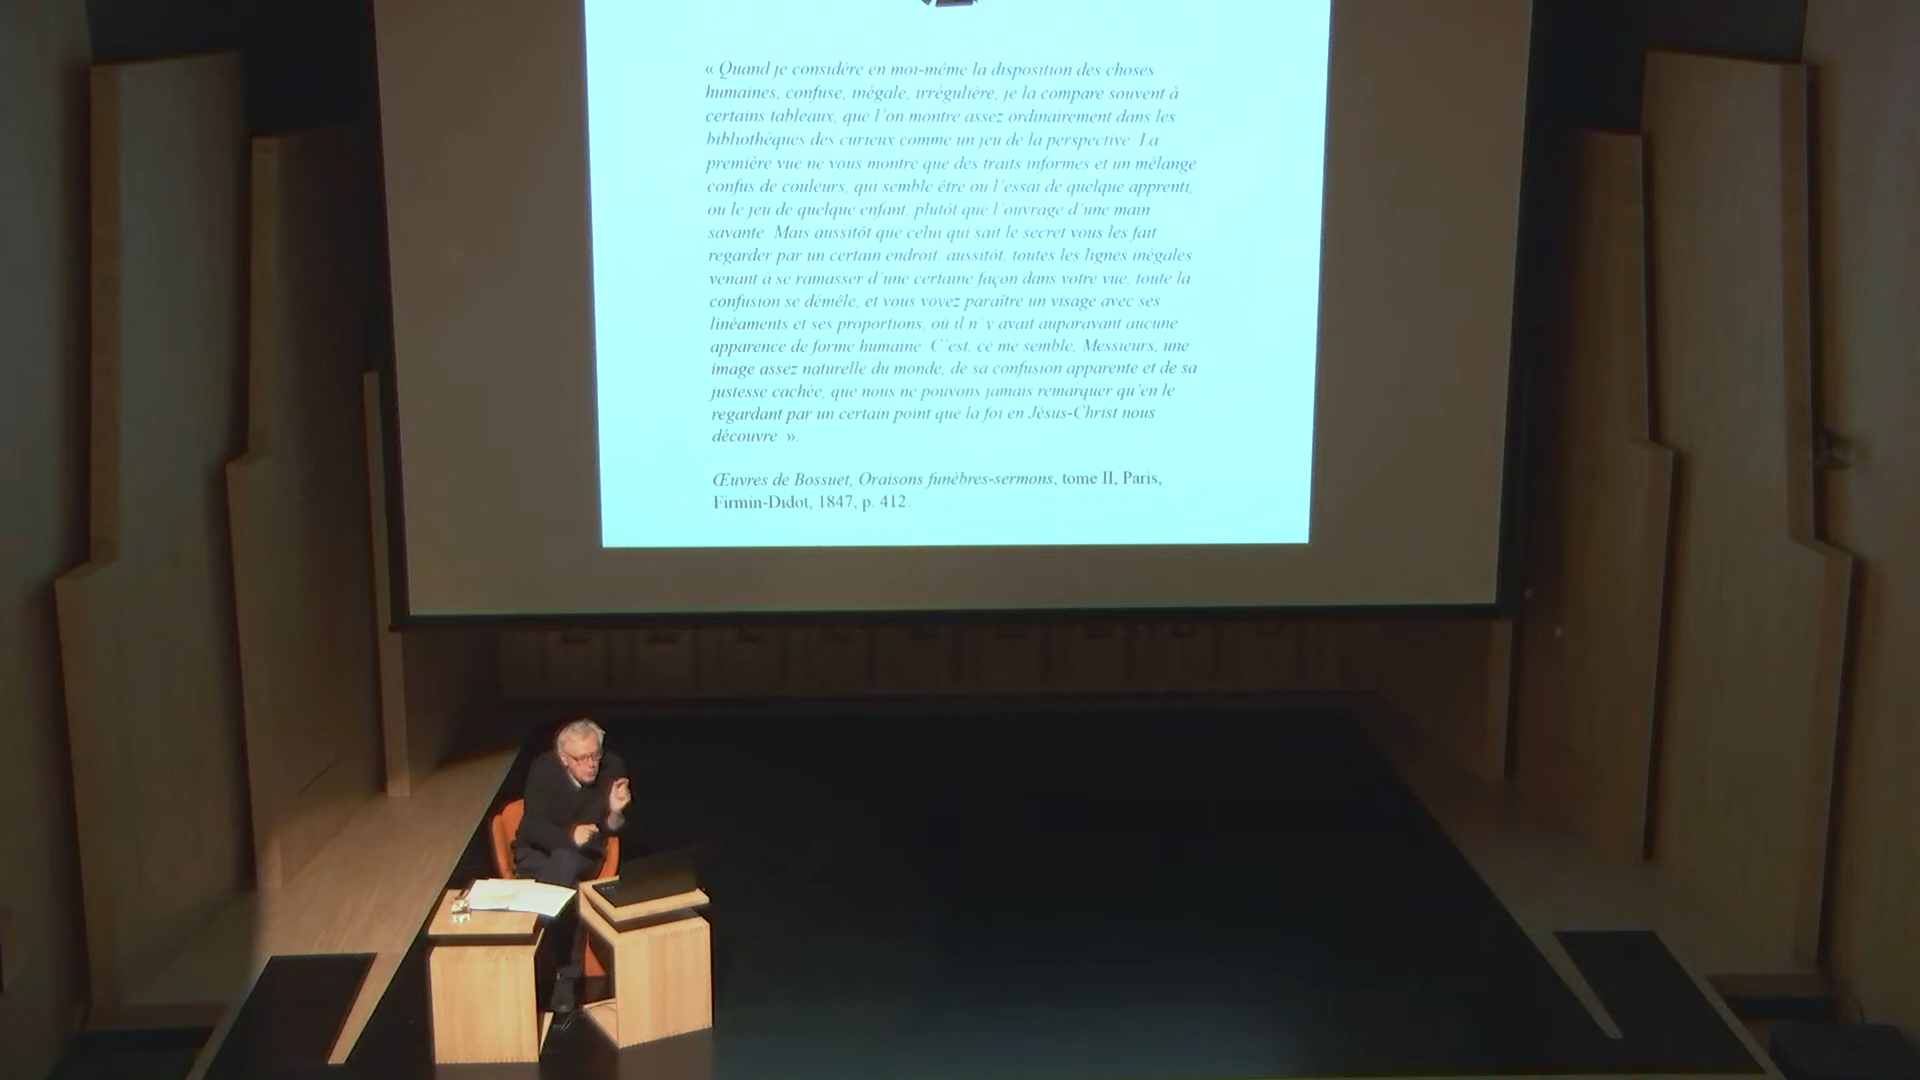 « Quand je considère en moi-même la disposition des choses
humaines, confuse, inégale, irrégulière, je la compare souvent à
certains tableaux, que l'on montre assez ordinairement dans les
bibliothèques des curieux comme un jeu de la perspective. La
première vue ne vous montre que des traits informes et un mélange
confus de couleurs, qui semble être ou l'essai de quelque apprenti,
ou le jeu de quelque enfant, plutôt que l'ouvrage d'une main
savante. Mais aussitôt que celui qui sait le secret vous les fait
regarder par un certain endroit, aussitôt, toutes les lignes inégales
venant à se ramasser d'une certaine façon dans votre vue, toute la
confusion se démêle, et vous voyez paraître un visage avec ses
linéaments et ses proportions, où il n'y avait auparavant aucune
apparence de forme humaine. C'est, ce me semble, Messieurs, une
image assez naturelle du monde, de sa confusion apparente et de sa
justesse cachée, que nous ne pouvons jamais remarquer qu'en le
regardant par un certain point que la foi en Jésus-Christ nous
découvre ».
Œuvres de Bossuet, Oraisons funèbres-sermons, tome II, Paris,
Firmin-Didot, 1847, p. 412.